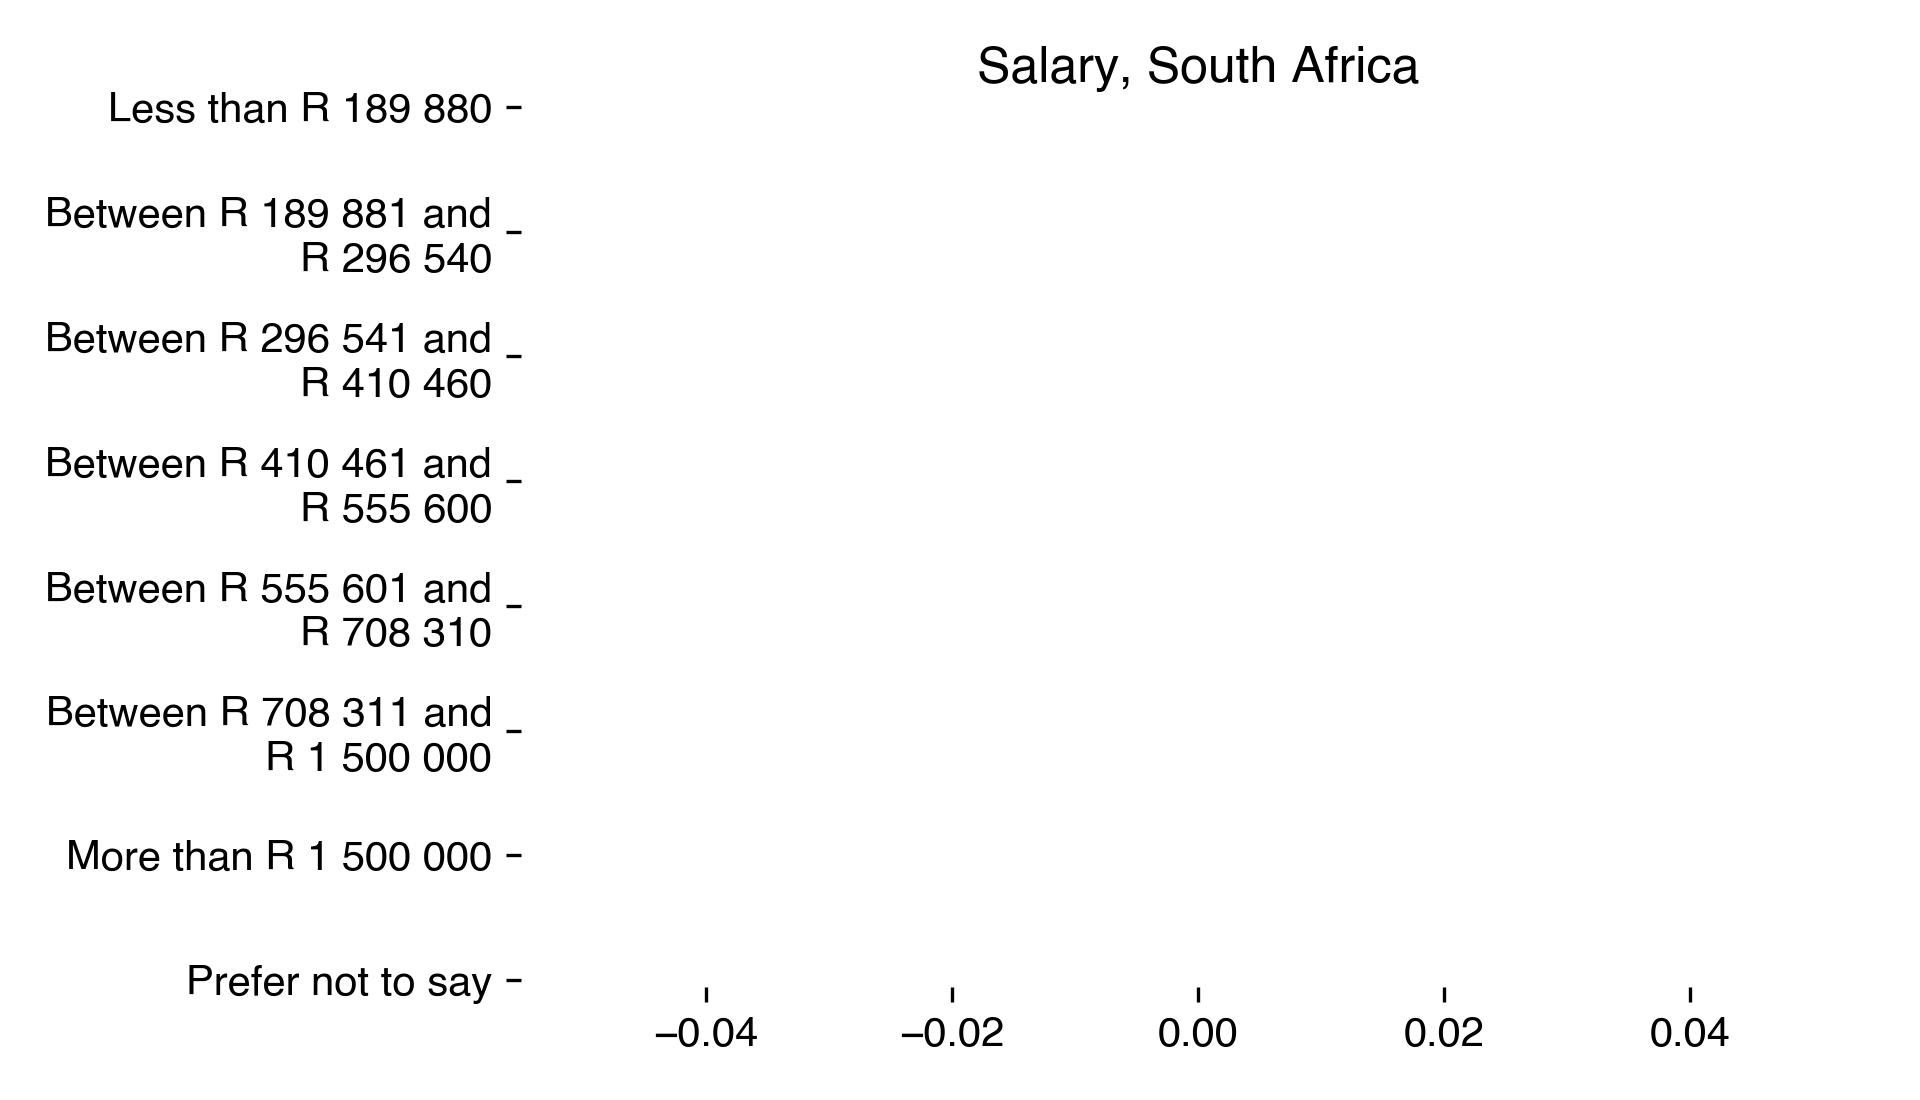 Salary, South Africa
Less than R 189 880
Between R 189 881 and
R 296 540
Between R 296 541 and
R 410 460
Between R 410 461 and
R 555 600
Between R 555 601 and
R 708 310
Between R 708 311 and
R 1 500 000
More than R 1 500 000
Prefer not to say
−0.04 −0.02 0.00 0.02 0.04